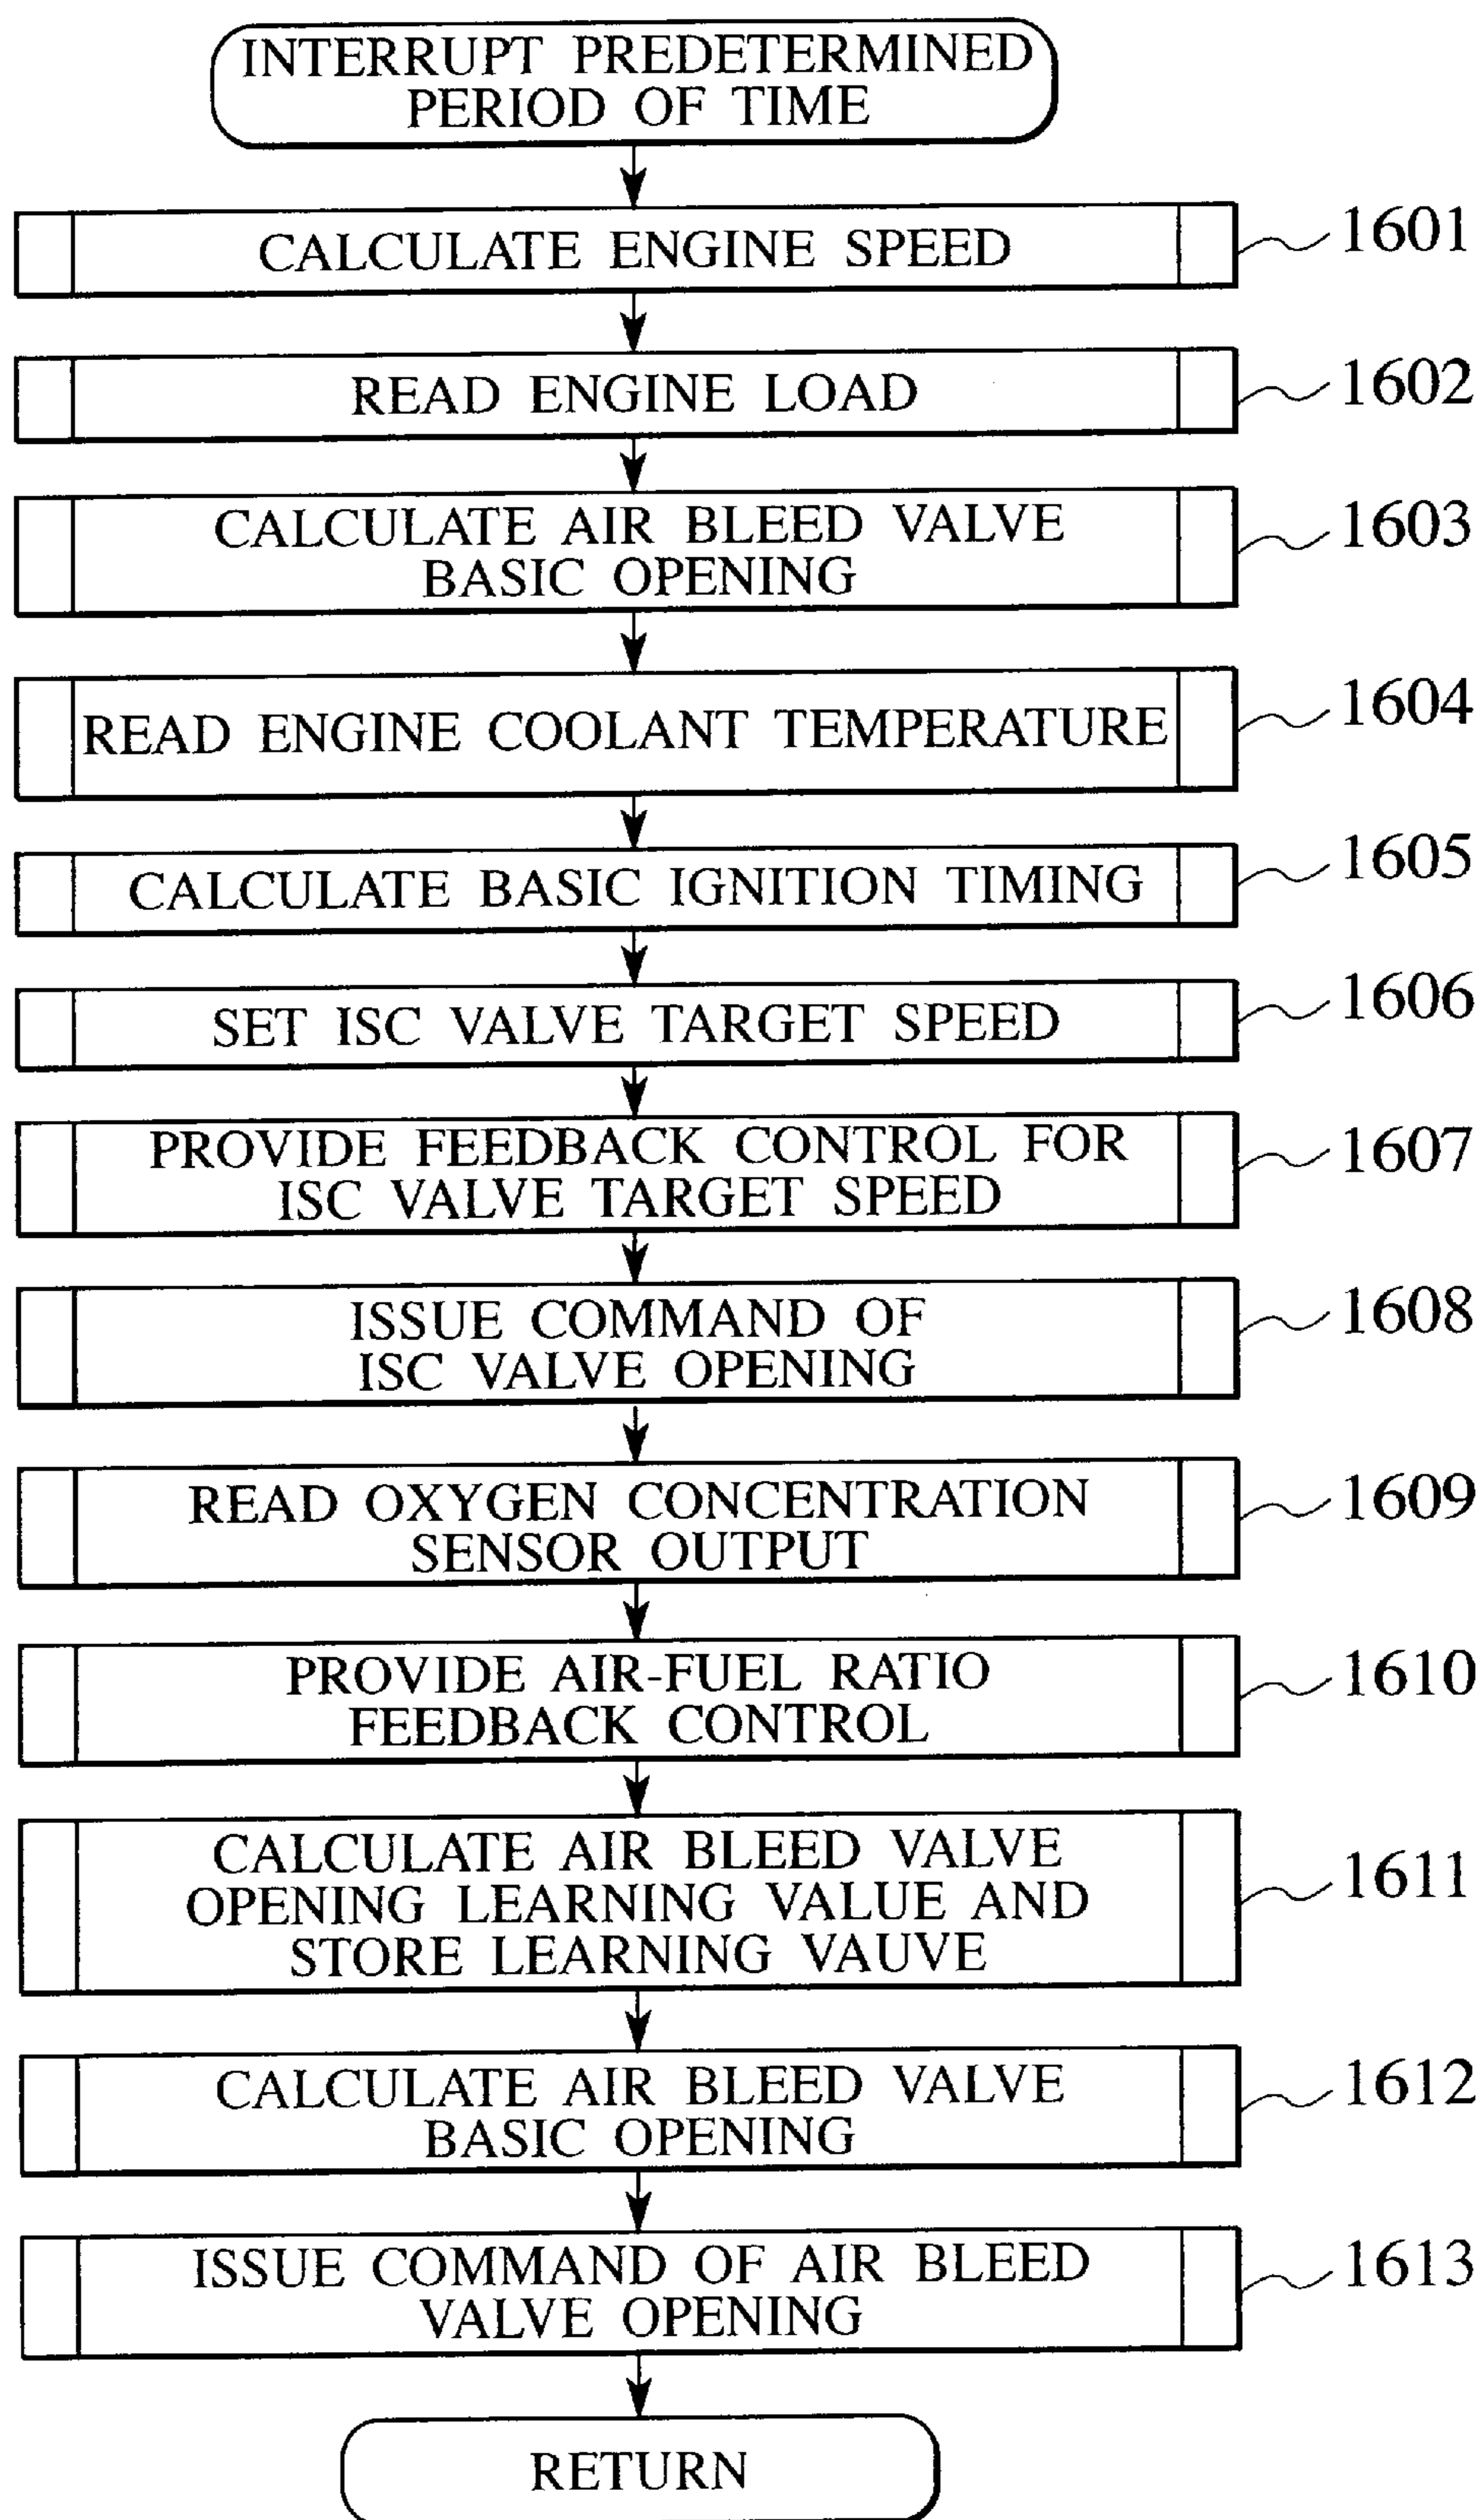 INTERRUPT PREDETERMINED
PERIOD OF TIME
CALCULATE ENGINE SPEED
1601
READ ENGINE LOAD
1602
CALCULATE AIR BLEED VALVE
BASIC OPENING
1603
READ ENGINE COOLANT TEMPERATURE
1604
CALCULATE BASIC IGNITION TIMING
1605
SET ISC VALVE TARGET SPEED
1606
PROVIDE FEEDBACK CONTROL FOR
ISC VALVE TARGET SPEED
1607
ISSUE COMMAND OF
ISC VALVE OPENING
1608
READ OXYGEN CONCENTRATION
SENSOR OUTPUT
1609
PROVIDE AIR-FUEL RATIO
FEEDBACK CONTROL
1610
CALCULATE AIR BLEED VALVE
OPENING LEARNING VALUE AND
STORE LEARNING VAUVE
1611
CALCULATE AIR BLEED VALVE
BASIC OPENING
1612
ISSUE COMMAND OF AIR BLEED
VALVE OPENING
1613
RETURN